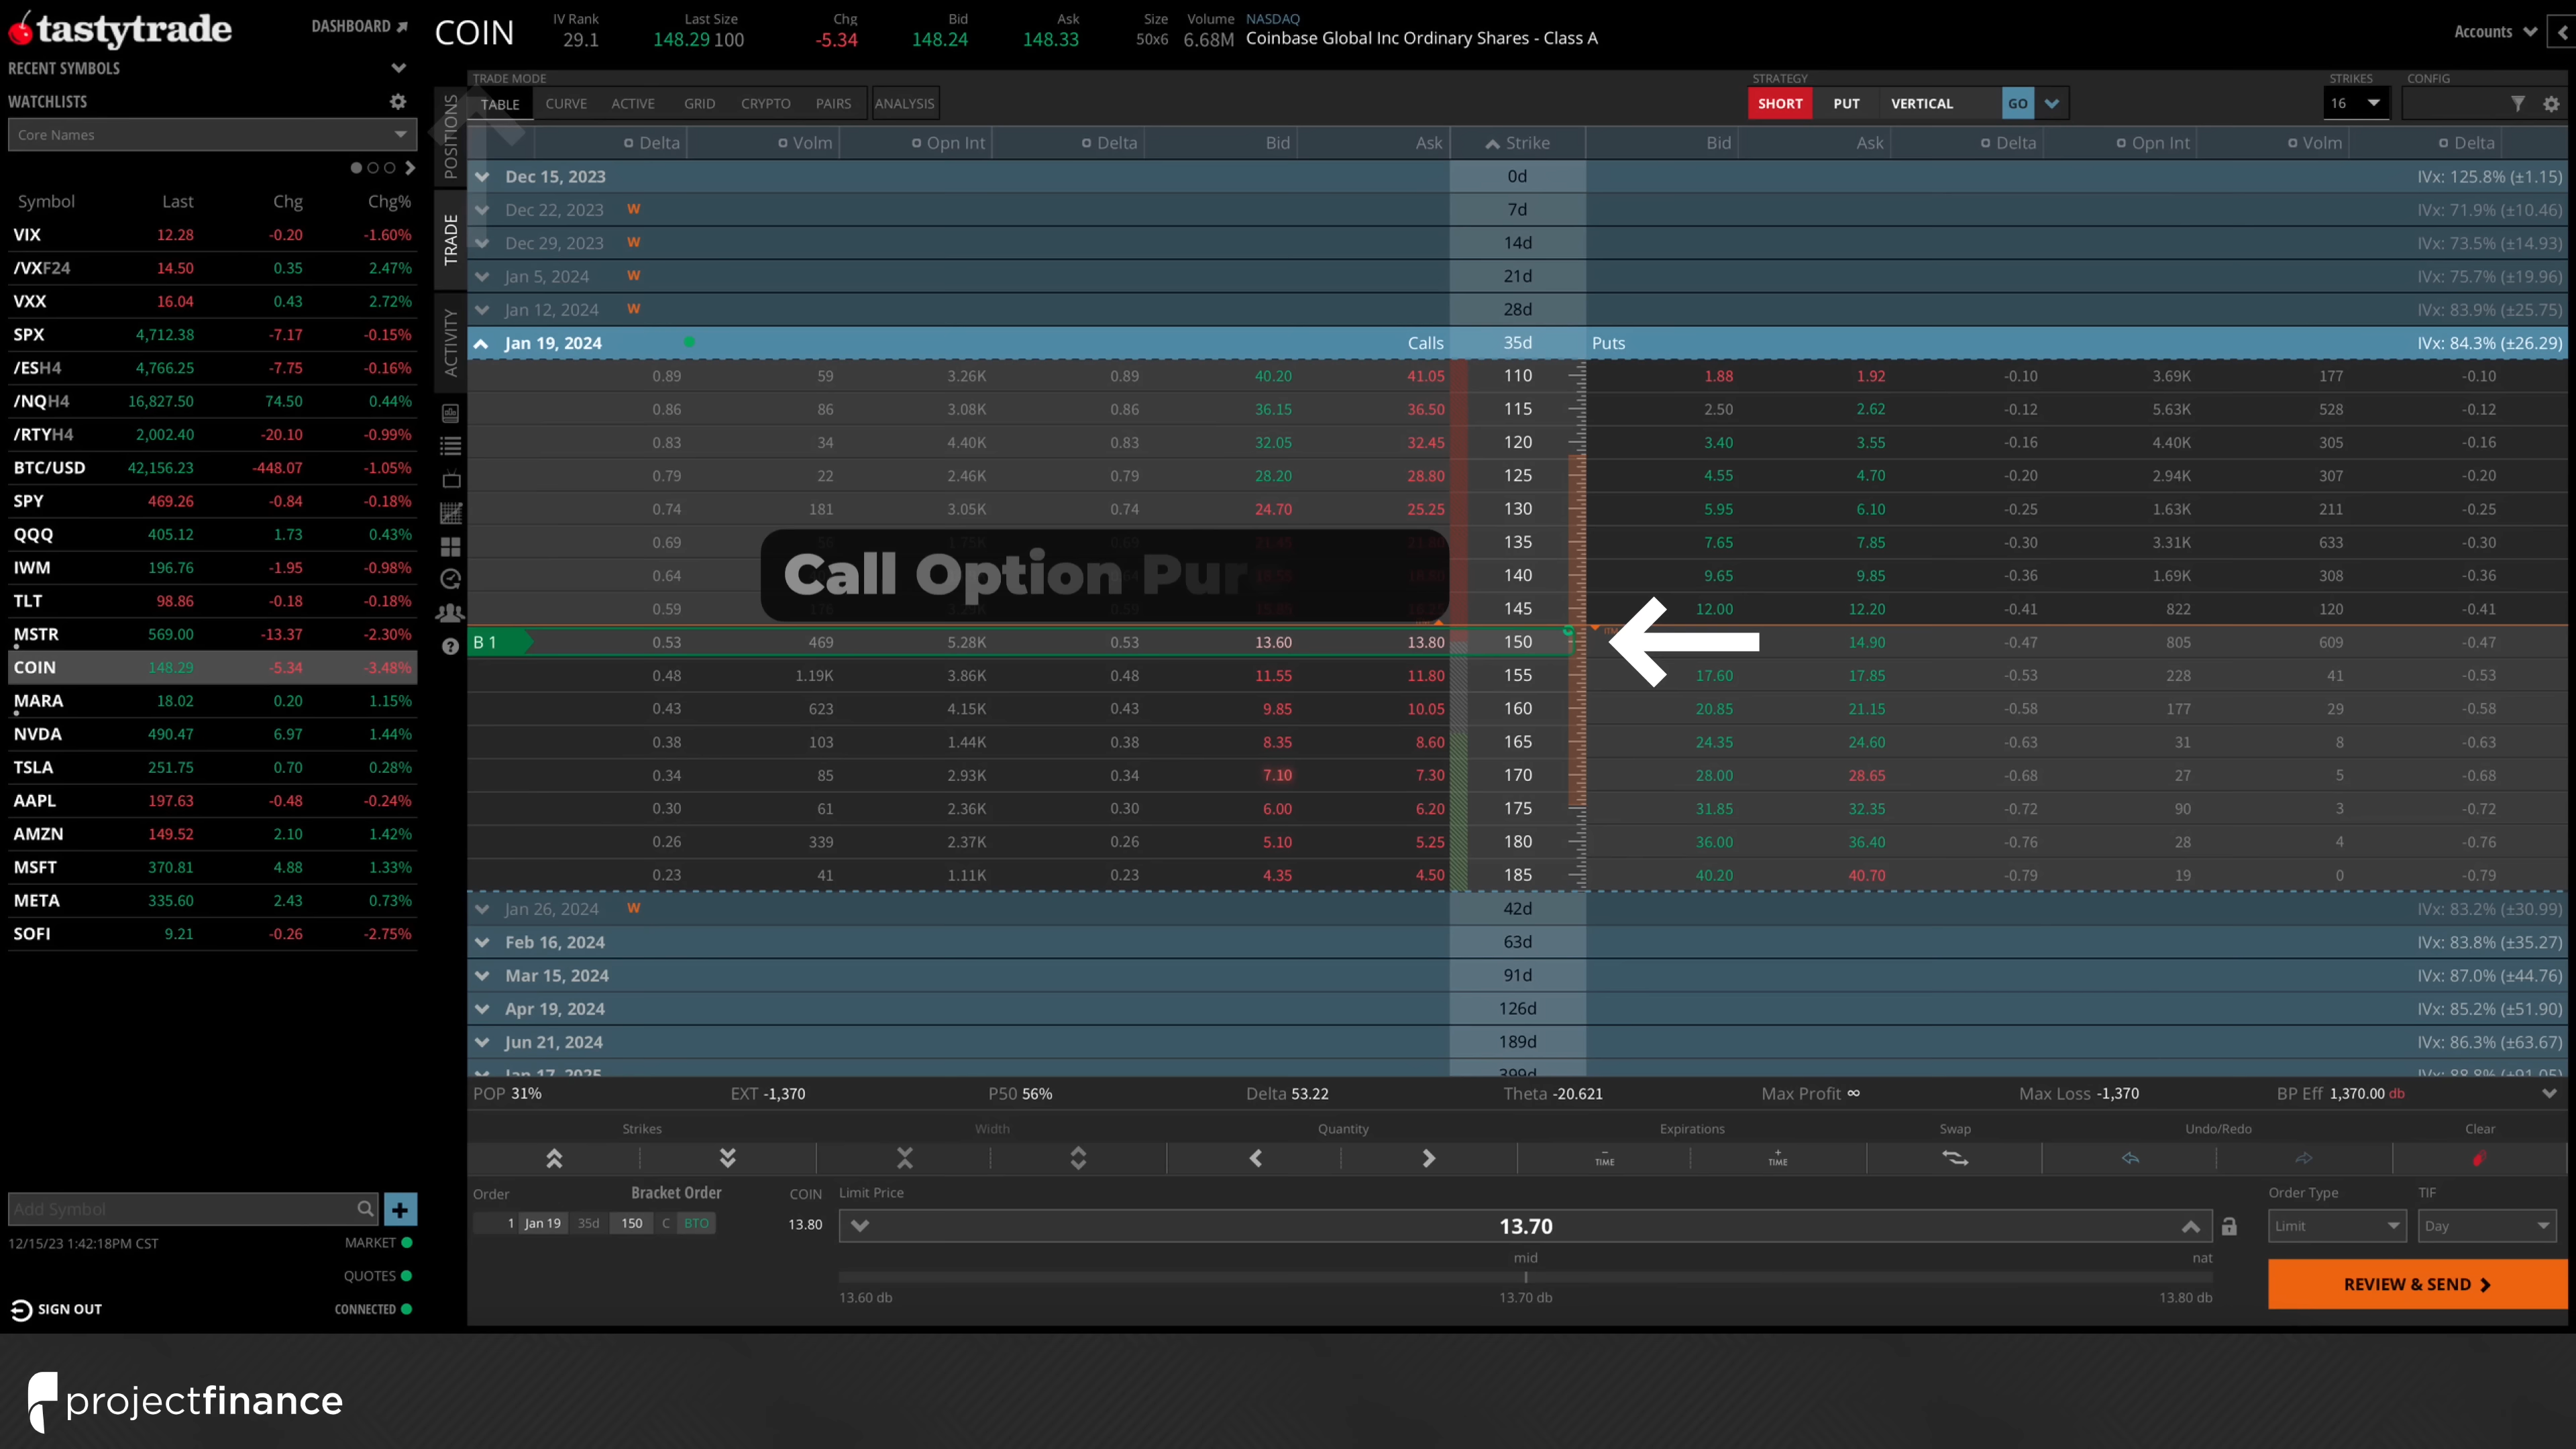 tastytrade
DASHBOARD
COIN
IV Rank
29.1
Last Size
148.29 100
Chg
-5.34
Bid
148.24
Ask
148.33
Size
50x6
Volume
6.68M
NASDAQ
Coinbase Global Inc Ordinary Shares - Class A
Accounts
RECENT SYMBOLS
WATCHLISTS
Core Names
Symbol Last Chg Chg%
VIX 12.28 -0.20 -1.60%
/VXF24 14.50 0.35 2.47%
VXX 16.04 0.43 2.72%
SPX 4,712.38 -7.17 -0.15%
/ESH4 4,766.25 -7.75 -0.16%
/NQH4 16,827.50 74.50 0.44%
/RTYH4 2,002.40 -20.10 -0.99%
BTC/USD 42,156.23 -448.07 -1.05%
SPY 469.26 -0.84 -0.18%
QQQ 405.12 1.73 0.43%
IWM 196.76 -1.95 -0.98%
TLT 98.86 -0.18 -0.18%
MSTR 569.00 -13.37 -2.30%
COIN 148.29 -5.34 -3.48%
MARA 18.02 0.20 1.15%
NVDA 490.47 6.97 1.44%
TSLA 251.75 0.70 0.28%
AAPL 197.63 -0.48 -0.24%
AMZN 149.52 2.10 1.42%
MSFT 370.81 4.88 1.33%
META 335.60 2.43 0.73%
SOFI 9.21 -0.26 -2.75%
Add Symbol
12/15/23 1:42:18PM CST
MARKET
QUOTES
SIGN OUT
CONNECTED
POSITIONS
TRADE
ACTIVITY
TRADE MODE
TABLE CURVE ACTIVE GRID CRYPTO PAIRS ANALYSIS
STRATEGY
SHORT PUT VERTICAL GO
STRIKES
16
CONFIG
Delta Volm Opn Int Delta Bid Ask Strike Bid Ask Delta Opn Int Volm Delta
Dec 15, 2023 0d IVx: 125.8% (±1.15)
Dec 22, 2023 W 7d IVx: 71.9% (±10.46)
Dec 29, 2023 W 14d IVx: 73.5% (±14.93)
Jan 5, 2024 W 21d IVx: 75.7% (±19.96)
Jan 12, 2024 W 28d IVx: 83.9% (±25.75)
Jan 19, 2024 Calls 35d Puts IVx: 84.3% (±26.29)
0.89 59 3.26K 0.89 40.20 41.05 110 1.88 1.92 -0.10 3.69K 177 -0.10
0.86 86 3.08K 0.86 36.15 36.50 115 2.50 2.62 -0.12 5.63K 528 -0.12
0.83 34 4.40K 0.83 32.05 32.45 120 3.40 3.55 -0.16 4.40K 305 -0.16
0.79 22 2.46K 0.79 28.20 28.80 125 4.55 4.70 -0.20 2.94K 307 -0.20
0.74 181 3.05K 0.74 24.70 25.25 130 5.95 6.10 -0.25 1.63K 211 -0.25
0.69 135 7.65 7.85 -0.30 3.31K 633 -0.30
0.64 140 9.65 9.85 -0.36 1.69K 308 -0.36
0.59 145 12.00 12.20 -0.41 822 120 -0.41
Call Option Pur
B 1 0.53 469 5.28K 0.53 13.60 13.80 150 14.90 -0.47 805 609 -0.47
0.48 1.19K 3.86K 0.48 11.55 11.80 155 17.60 17.85 -0.53 228 41 -0.53
0.43 623 4.15K 0.43 9.85 10.05 160 20.85 21.15 -0.58 177 29 -0.58
0.38 103 1.44K 0.38 8.35 8.60 165 24.35 24.60 -0.63 31 8 -0.63
0.34 85 2.93K 0.34 7.10 7.30 170 28.00 28.65 -0.68 27 5 -0.68
0.30 61 2.36K 0.30 6.00 6.20 175 31.85 32.35 -0.72 90 3 -0.72
0.26 339 2.37K 0.26 5.10 5.25 180 36.00 36.40 -0.76 28 4 -0.76
0.23 41 1.11K 0.23 4.35 4.50 185 40.20 40.70 -0.79 19 0 -0.79
Jan 26, 2024 W 42d IVx: 83.2% (±30.99)
Feb 16, 2024 63d IVx: 83.8% (±35.27)
Mar 15, 2024 91d IVx: 87.0% (±44.76)
Apr 19, 2024 126d IVx: 85.2% (±51.90)
Jun 21, 2024 189d IVx: 86.3% (±63.67)
Jan 17, 2025 399d IVx: 88.8% (±91.05)
POP 31% EXT -1,370 P50 56% Delta 53.22 Theta -20.621 Max Profit ∞ Max Loss -1,370 BP Eff 1,370.00 db
Strikes Width Quantity Expirations Swap Undo/Redo Clear
- TIME + TIME
Order Bracket Order COIN Limit Price Order Type TIF
1 Jan 19 35d 150 C BTO 13.80 13.70 Limit Day
mid nat
13.60 db 13.70 db 13.80 db
REVIEW & SEND
projectfinance